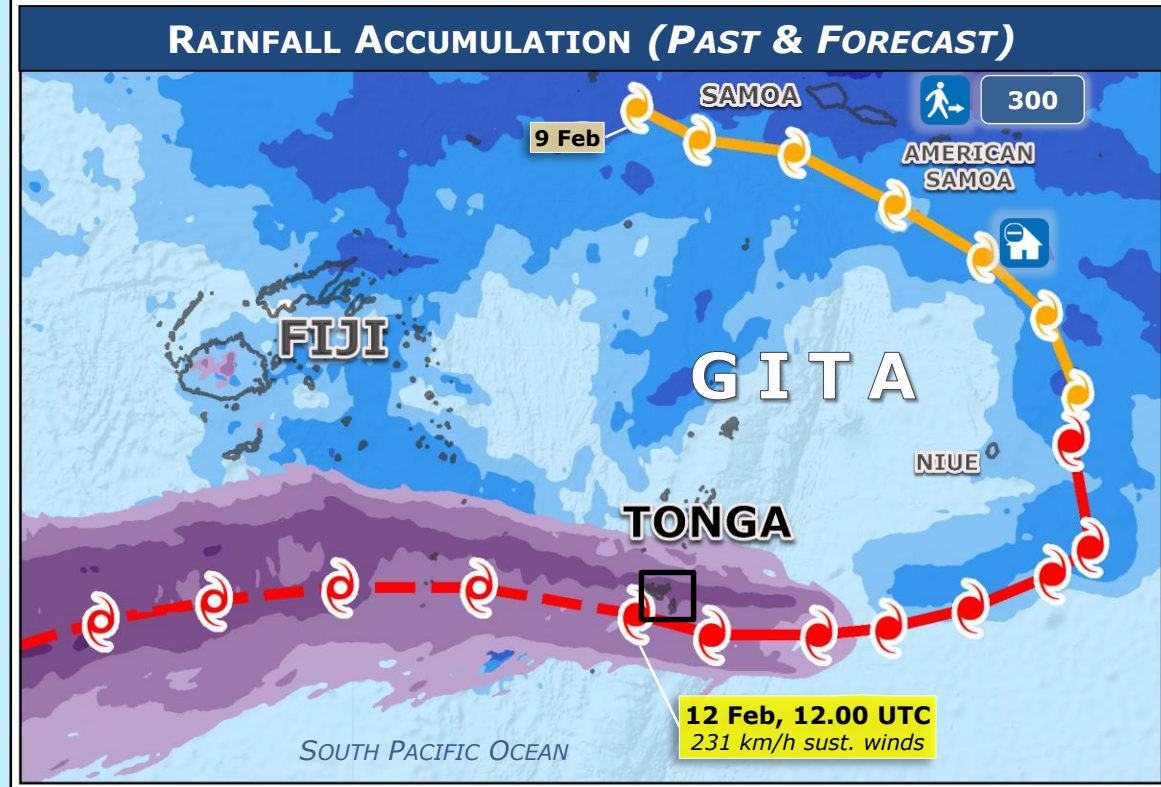 RAINFALL ACCUMULATION (PAST & FORECAST)
SAMOA
300
9 Feb
AMERICAN
SAMOA
FIJI
GITA
NIUE
TONGA
12 Feb, 12.00 UTC
231 km/h sust. winds
SOUTH PACIFIC OCEAN